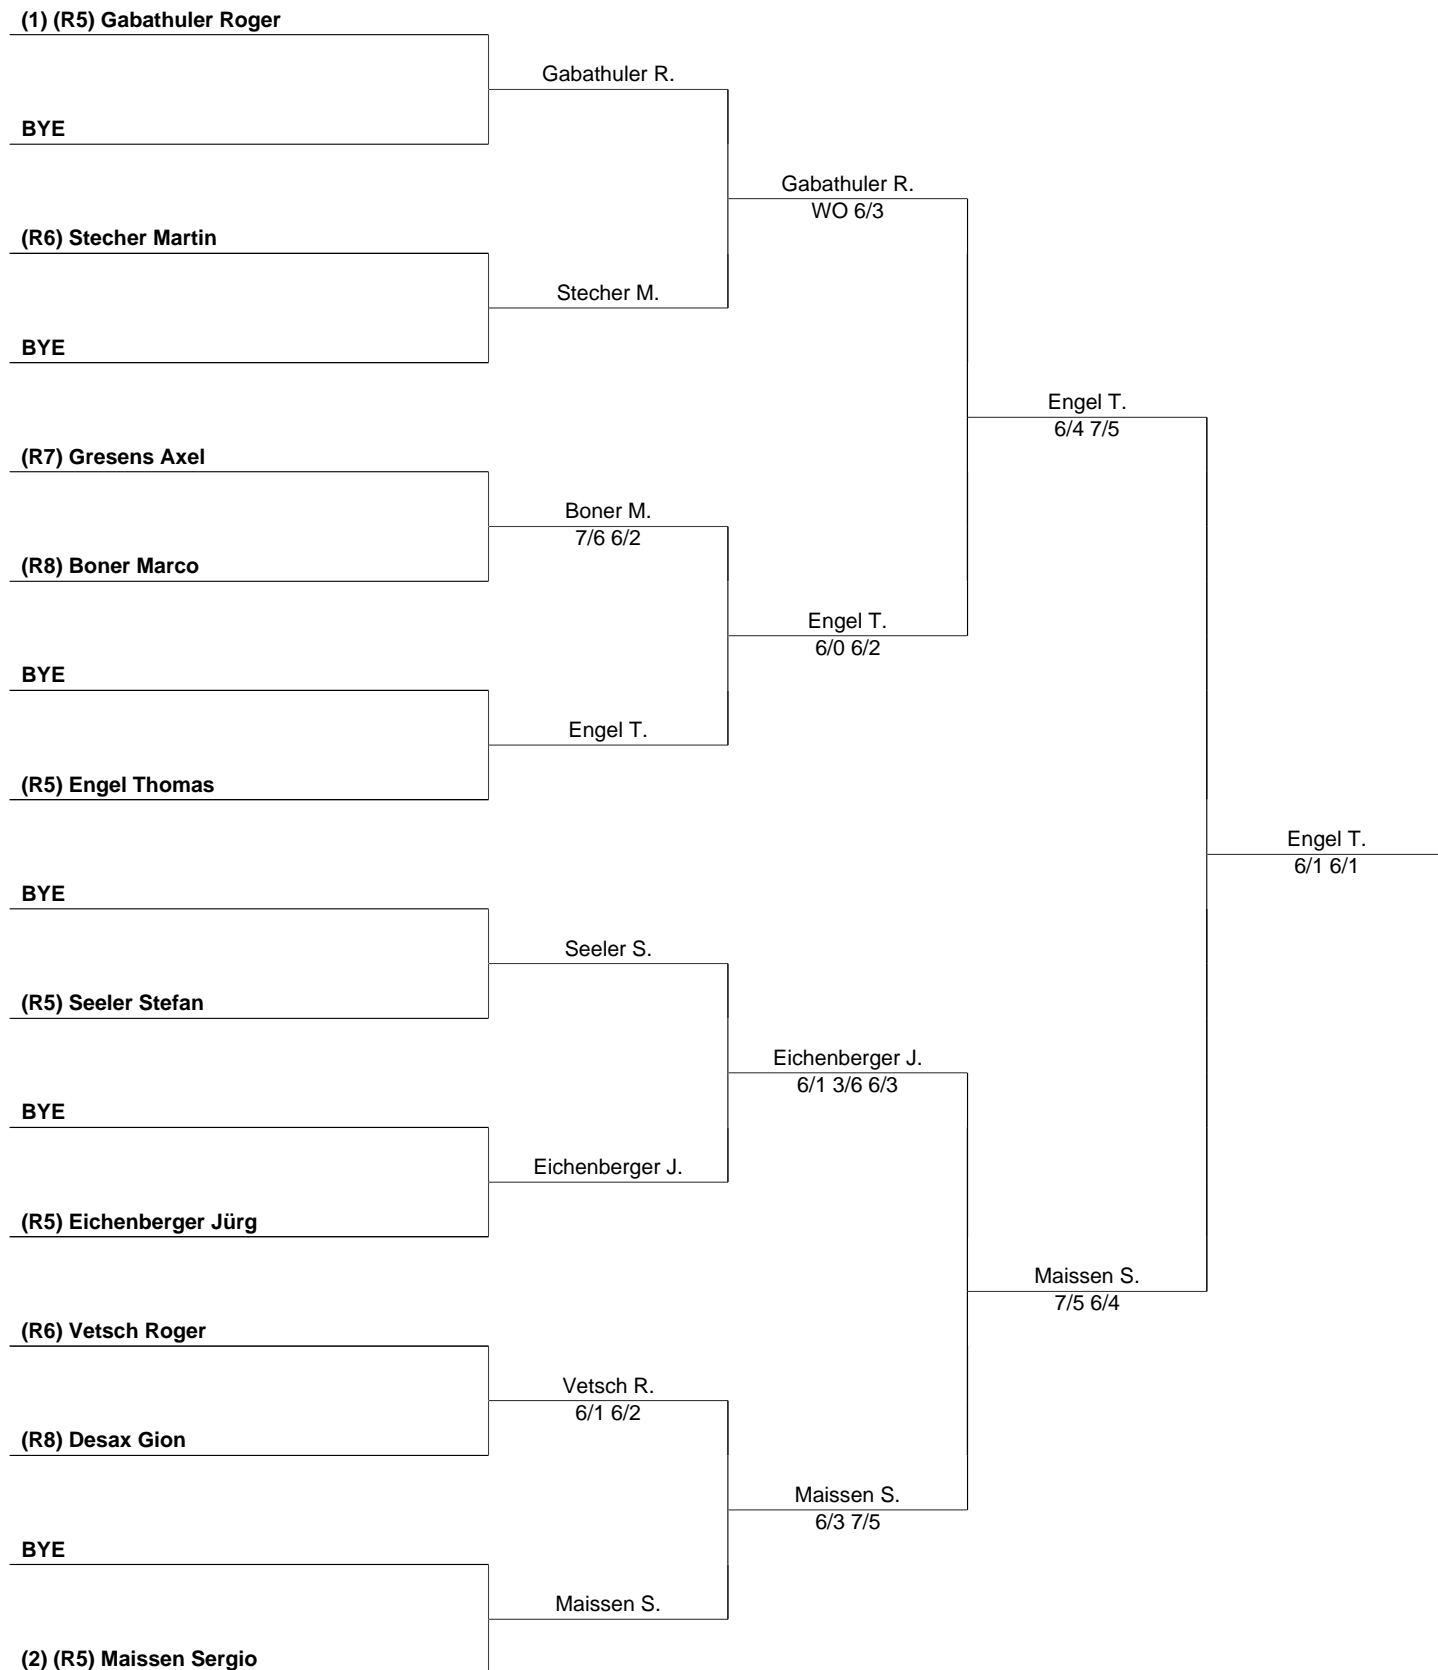 (1) (R5) Gabathuler Roger
Gabathuler R.
BYE
Gabathuler R.
WO 6/3
(R6) Stecher Martin
Stecher M.
BYE
Engel T.
6/4 7/5
(R7) Gresens Axel
Boner M.
7/6 6/2
(R8) Boner Marco
Engel T.
6/0 6/2
BYE
Engel T.
(R5) Engel Thomas
Engel T.
6/1 6/1
BYE
Seeler S.
(R5) Seeler Stefan
Eichenberger J.
6/1 3/6 6/3
BYE
Eichenberger J.
(R5) Eichenberger Jürg
Maissen S.
7/5 6/4
(R6) Vetsch Roger
Vetsch R.
6/1 6/2
(R8) Desax Gion
Maissen S.
6/3 7/5
BYE
Maissen S.
(2) (R5) Maissen Sergio